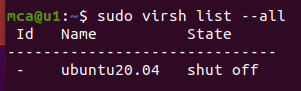 mca@u1:~$ sudo virsh list --all
 Id   Name         State
-----------------------------
 -    ubuntu20.04  shut off